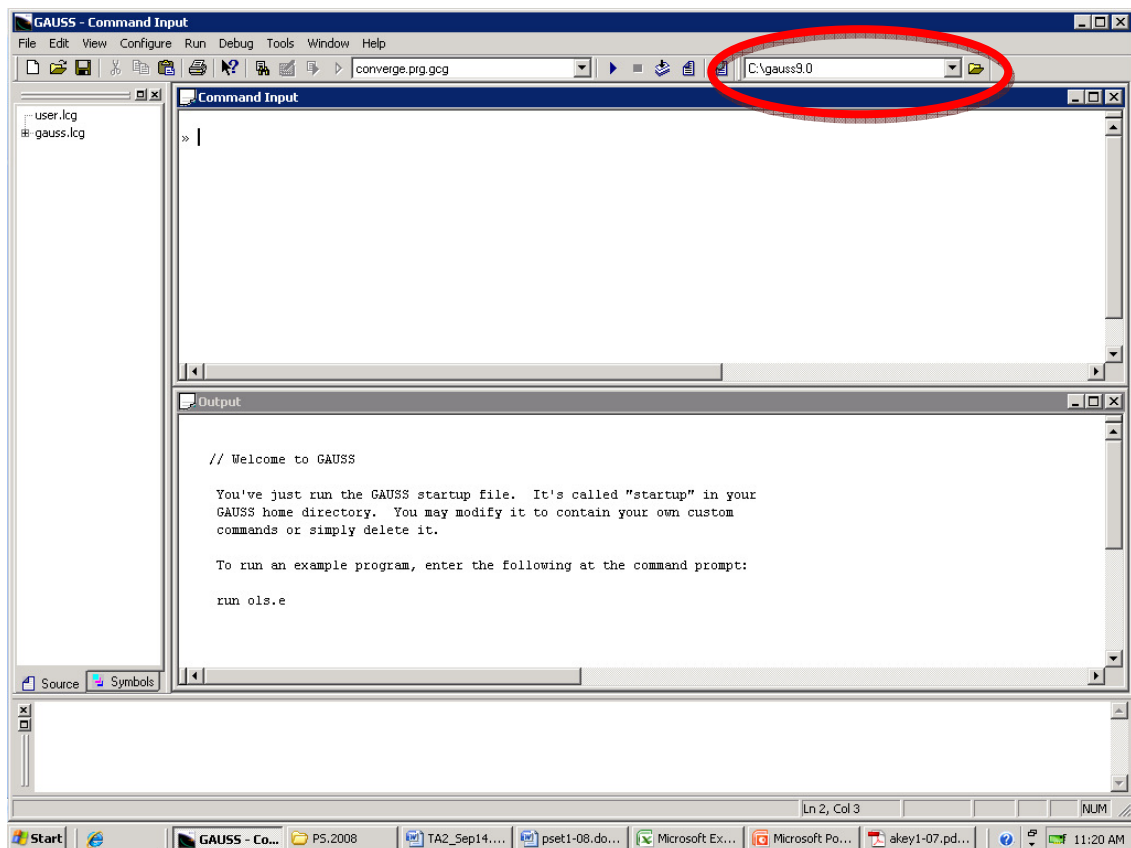 GAUSS - Command Input
File Edit View Configure Run Debug Tools Window Help
converge.prg.gcg
C:\gauss9.0
user.lcg
gauss.lcg
Command Input
»
Output
// Welcome to GAUSS
You've just run the GAUSS startup file. It's called "startup" in your
GAUSS home directory. You may modify it to contain your own custom
commands or simply delete it.
To run an example program, enter the following at the command prompt:
run ols.e
Source Symbols
Ln 2, Col 3 NUM
Start GAUSS - Co... PS.2008 TA2_Sep14.... pset1-08.do... Microsoft Ex... Microsoft Po... akey1-07.pd... 11:20 AM